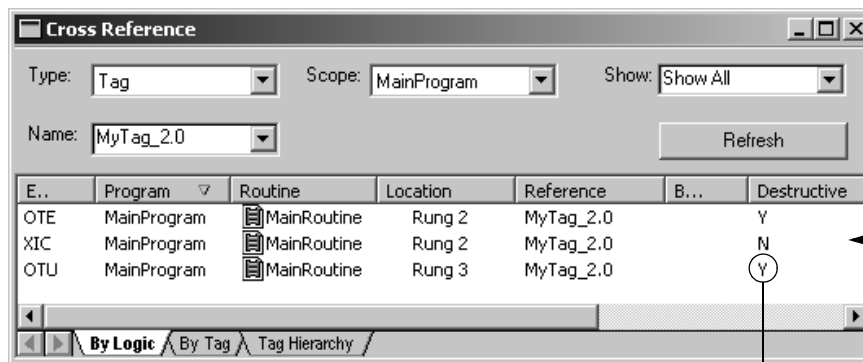 Cross Reference
Type: Tag Scope: MainProgram Show: Show All
Name: MyTag_2.0 Refresh
E.. Program Routine Location Reference B... Destructive
OTE MainProgram MainRoutine Rung 2 MyTag_2.0 Y
XIC MainProgram MainRoutine Rung 2 MyTag_2.0 N
OTU MainProgram MainRoutine Rung 3 MyTag_2.0 Y
By Logic By Tag Tag Hierarchy